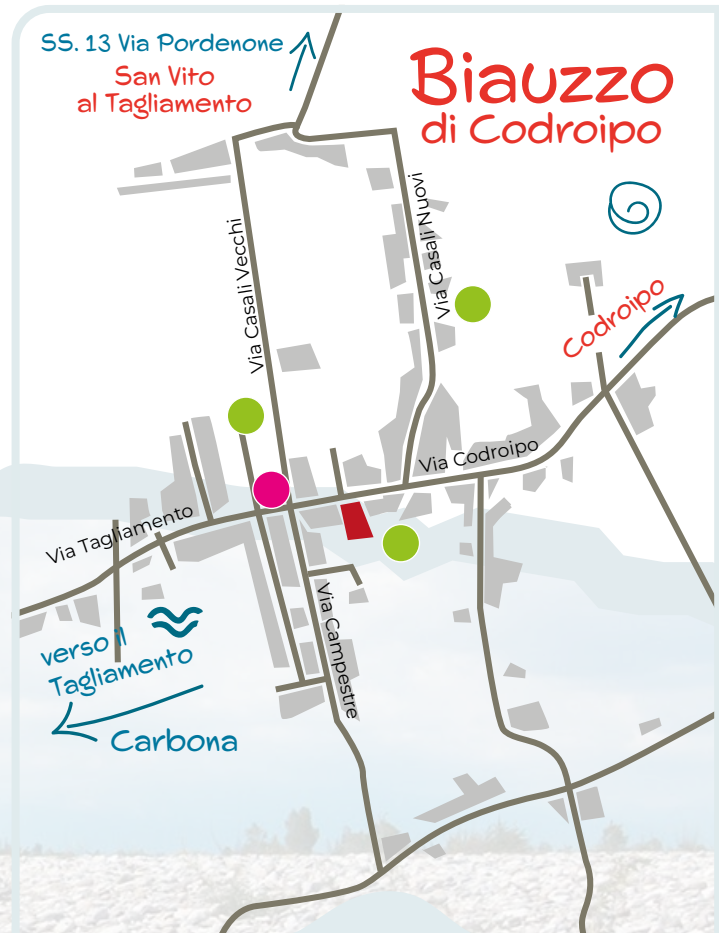 SS. 13 Via Pordenone
San Vito
al Tagliamento
Biauzzo
di Codroipo
Via Casali Vecchi
Via Casali Nuovi
Codroipo
Via Codroipo
Via Tagliamento
Via Campestre
verso il
Tagliamento
Carbona